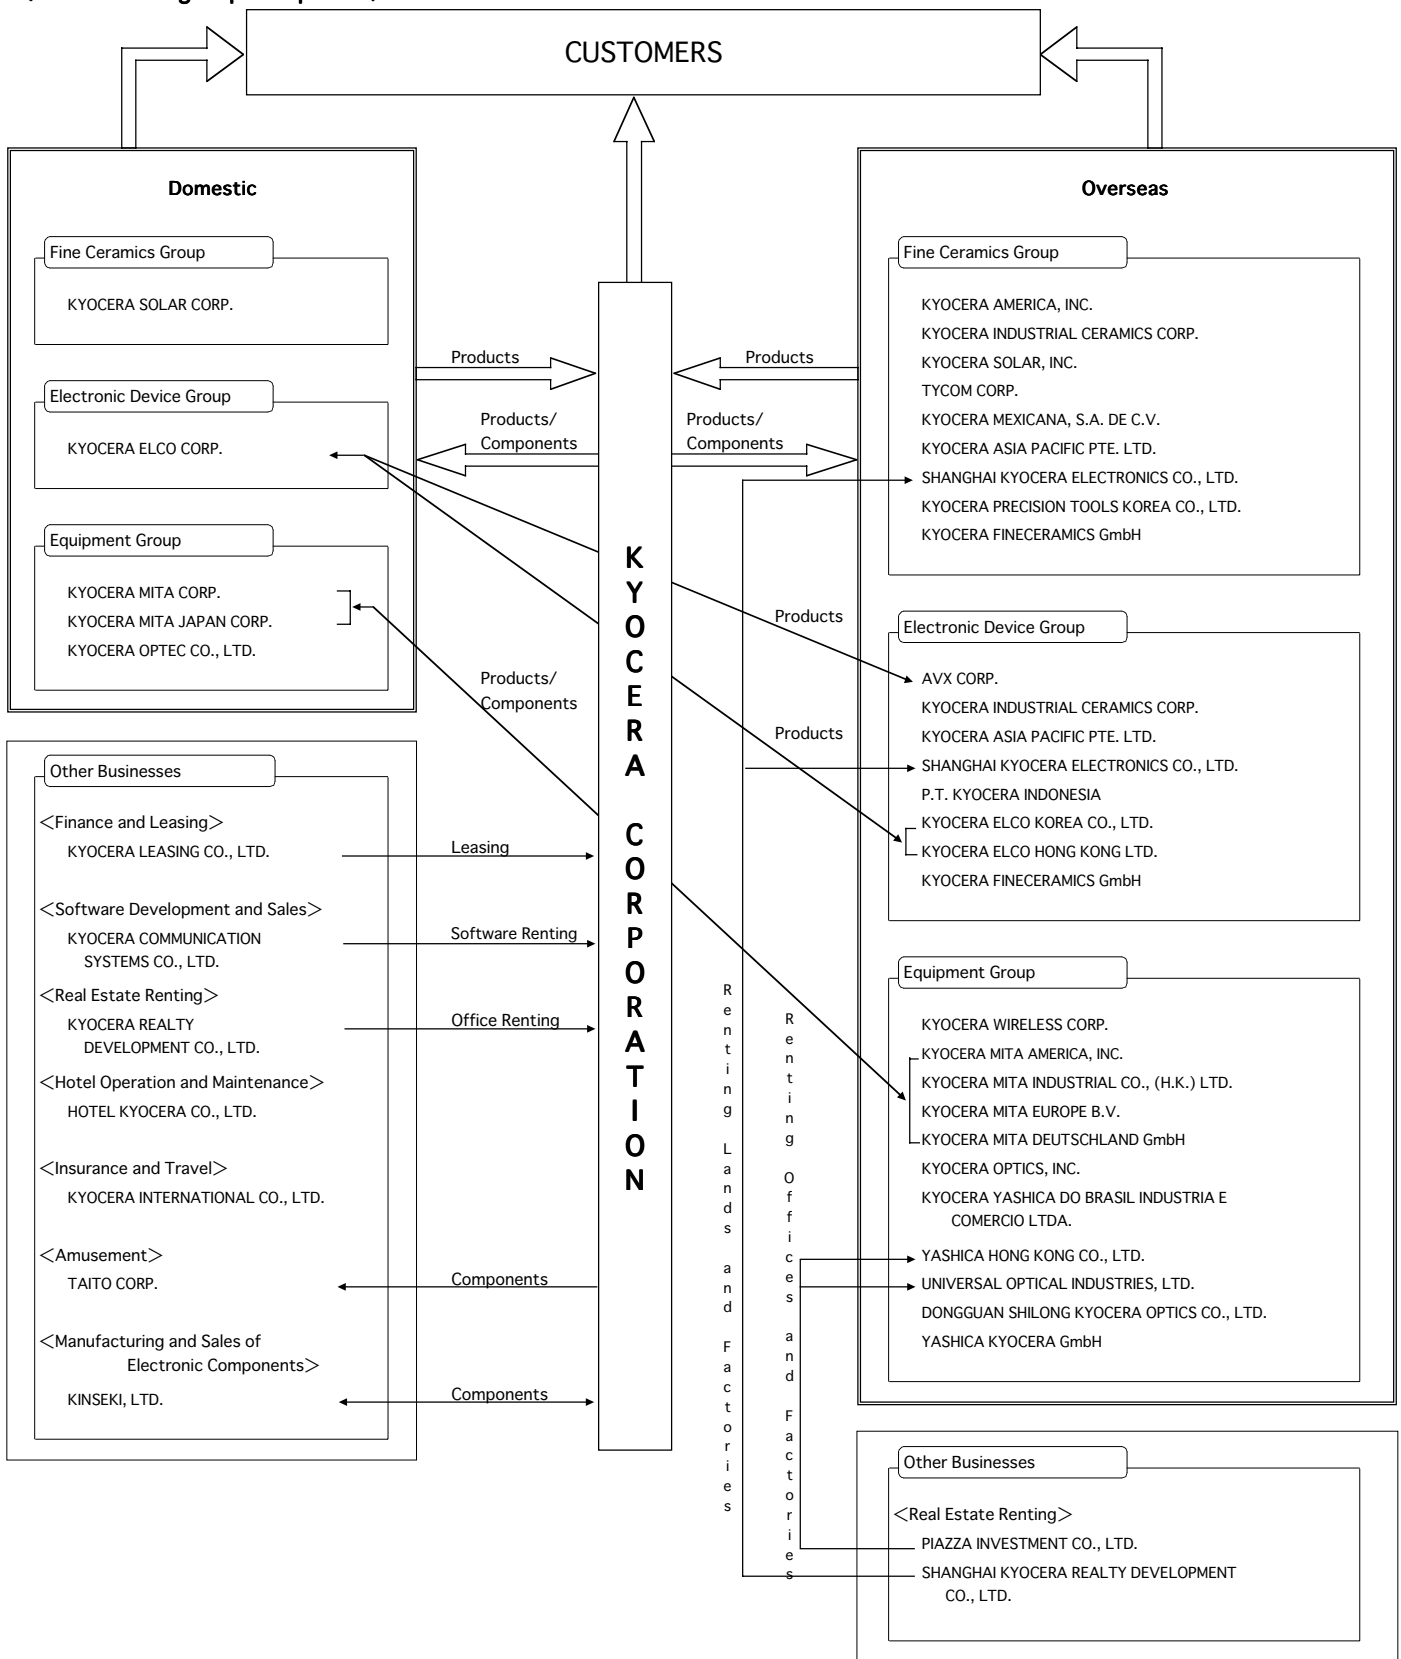 CUSTOMERS
Domestic
Fine Ceramics Group
KYOCERA SOLAR CORP.
Electronic Device Group
KYOCERA ELCO CORP.
Equipment Group
KYOCERA MITA CORP.
KYOCERA MITA JAPAN CORP.
KYOCERA OPTEC CO., LTD.
Other Businesses
<Finance and Leasing>
KYOCERA LEASING CO., LTD.
<Software Development and Sales>
KYOCERA COMMUNICATION
SYSTEMS CO., LTD.
<Real Estate Renting>
KYOCERA REALTY
DEVELOPMENT CO., LTD.
<Hotel Operation and Maintenance>
HOTEL KYOCERA CO., LTD.
<Insurance and Travel>
KYOCERA INTERNATIONAL CO., LTD.
<Amusement>
TAITO CORP.
<Manufacturing and Sales of
Electronic Components>
KINSEKI, LTD.
Products
Products/
Components
Products/
Components
Leasing
Software Renting
Office Renting
Components
Components
KYOCERA CORPORATION
Products
Products/
Components
Products
Products
Renting Lands and Factories
Renting Offices and Factories
Overseas
Fine Ceramics Group
KYOCERA AMERICA, INC.
KYOCERA INDUSTRIAL CERAMICS CORP.
KYOCERA SOLAR, INC.
TYCOM CORP.
KYOCERA MEXICANA, S.A. DE C.V.
KYOCERA ASIA PACIFIC PTE. LTD.
SHANGHAI KYOCERA ELECTRONICS CO., LTD.
KYOCERA PRECISION TOOLS KOREA CO., LTD.
KYOCERA FINECERAMICS GmbH
Electronic Device Group
AVX CORP.
KYOCERA INDUSTRIAL CERAMICS CORP.
KYOCERA ASIA PACIFIC PTE. LTD.
SHANGHAI KYOCERA ELECTRONICS CO., LTD.
P.T. KYOCERA INDONESIA
KYOCERA ELCO KOREA CO., LTD.
KYOCERA ELCO HONG KONG LTD.
KYOCERA FINECERAMICS GmbH
Equipment Group
KYOCERA WIRELESS CORP.
KYOCERA MITA AMERICA, INC.
KYOCERA MITA INDUSTRIAL CO., (H.K.) LTD.
KYOCERA MITA EUROPE B.V.
KYOCERA MITA DEUTSCHLAND GmbH
KYOCERA OPTICS, INC.
KYOCERA YASHICA DO BRASIL INDUSTRIA E
COMERCIO LTDA.
YASHICA HONG KONG CO., LTD.
UNIVERSAL OPTICAL INDUSTRIES, LTD.
DONGGUAN SHILONG KYOCERA OPTICS CO., LTD.
YASHICA KYOCERA GmbH
Other Businesses
<Real Estate Renting>
PIAZZA INVESTMENT CO., LTD.
SHANGHAI KYOCERA REALTY DEVELOPMENT
CO., LTD.